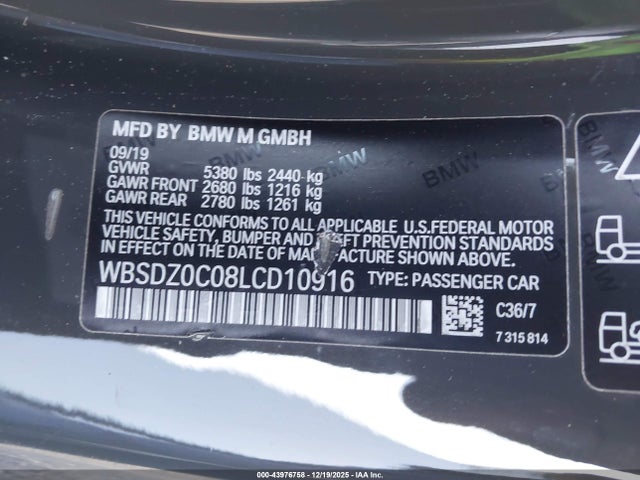 MFD BY BMW M GMBH
09/19
GVWR 5380 lbs 2440 kg
GAWR FRONT 2680 lbs 1216 kg
GAWR REAR 2780 lbs 1261 kg
THIS VEHICLE CONFORMS TO ALL APPLICABLE U.S.FEDERAL MOTOR
VEHICLE SAFETY, BUMPER AND THEFT PREVENTION STANDARDS
IN EFFECT ON THE DATE OF MANUFACTURE SHOWN ABOVE.
WBSDZ0C08LCD10916 TYPE: PASSENGER CAR
C36/7
7 315 814
BMW
BMW
BMW
BMW
000-43976758 - 12/19/2025 - IAA Inc.